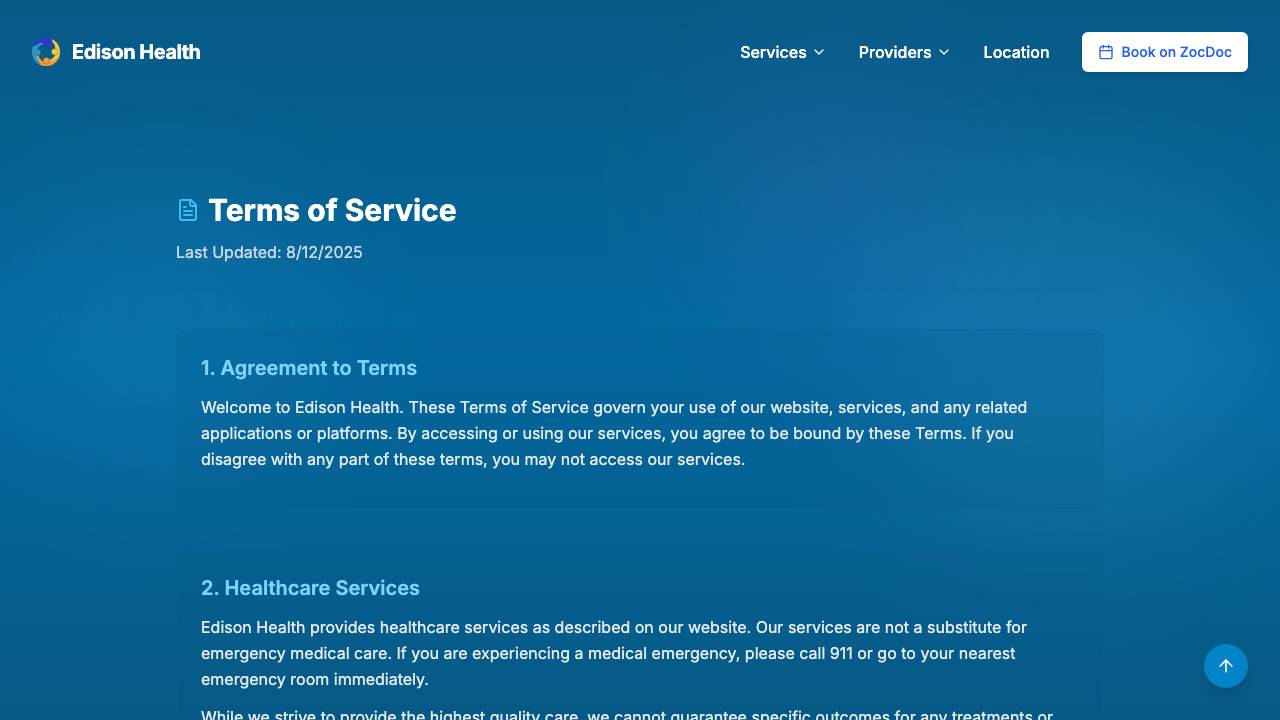 Edison Health
Services
Providers
Location
Book on ZocDoc
Terms of Service
Last Updated: 8/12/2025
1. Agreement to Terms
Welcome to Edison Health. These Terms of Service govern your use of our website, services, and any related
applications or platforms. By accessing or using our services, you agree to be bound by these Terms. If you
disagree with any part of these terms, you may not access our services.
2. Healthcare Services
Edison Health provides healthcare services as described on our website. Our services are not a substitute for
emergency medical care. If you are experiencing a medical emergency, please call 911 or go to your nearest
emergency room immediately.
While we strive to provide the highest quality care, we cannot guarantee specific outcomes for any treatments or